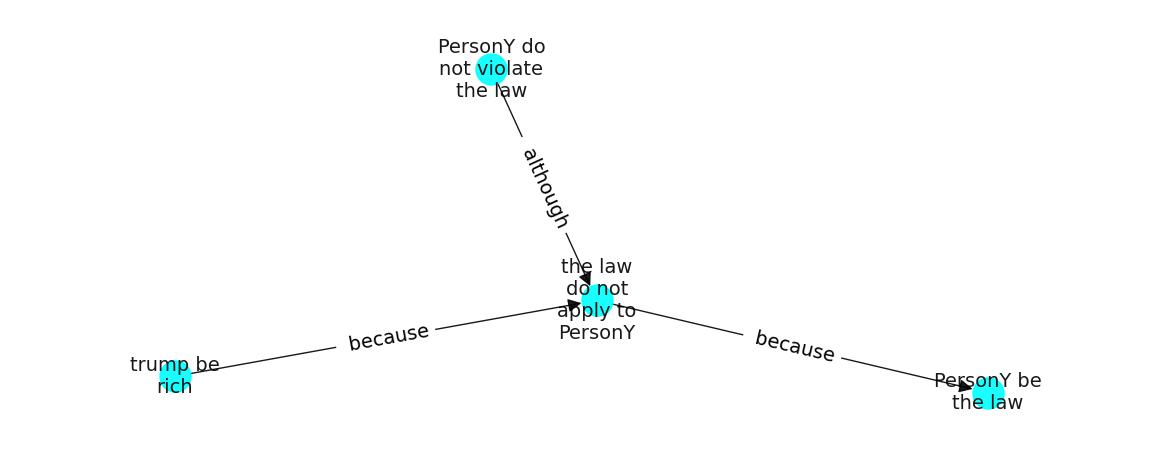 PersonY do
not violate
the law
although
the law
do not
apply to
PersonY
because
because
trump be
rich
PersonY be
the law